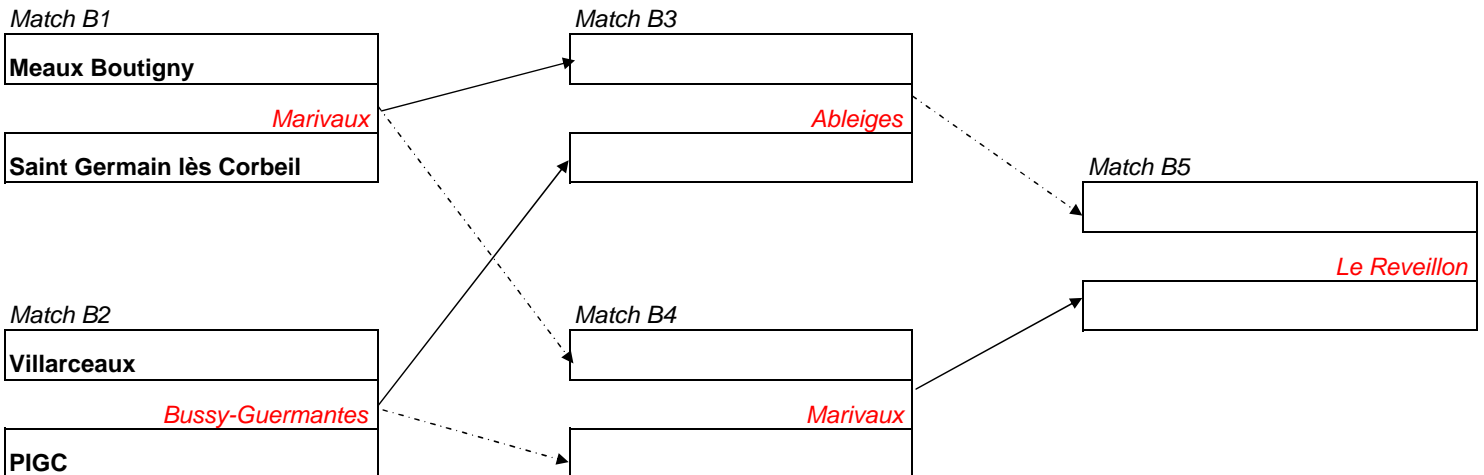 Match B1
Meaux Boutigny
Marivaux
Saint Germain lès Corbeil
Match B2
Villarceaux
Bussy-Guermantes
PIGC
Match B3
Ableiges
Match B4
Marivaux
Match B5
Le Reveillon